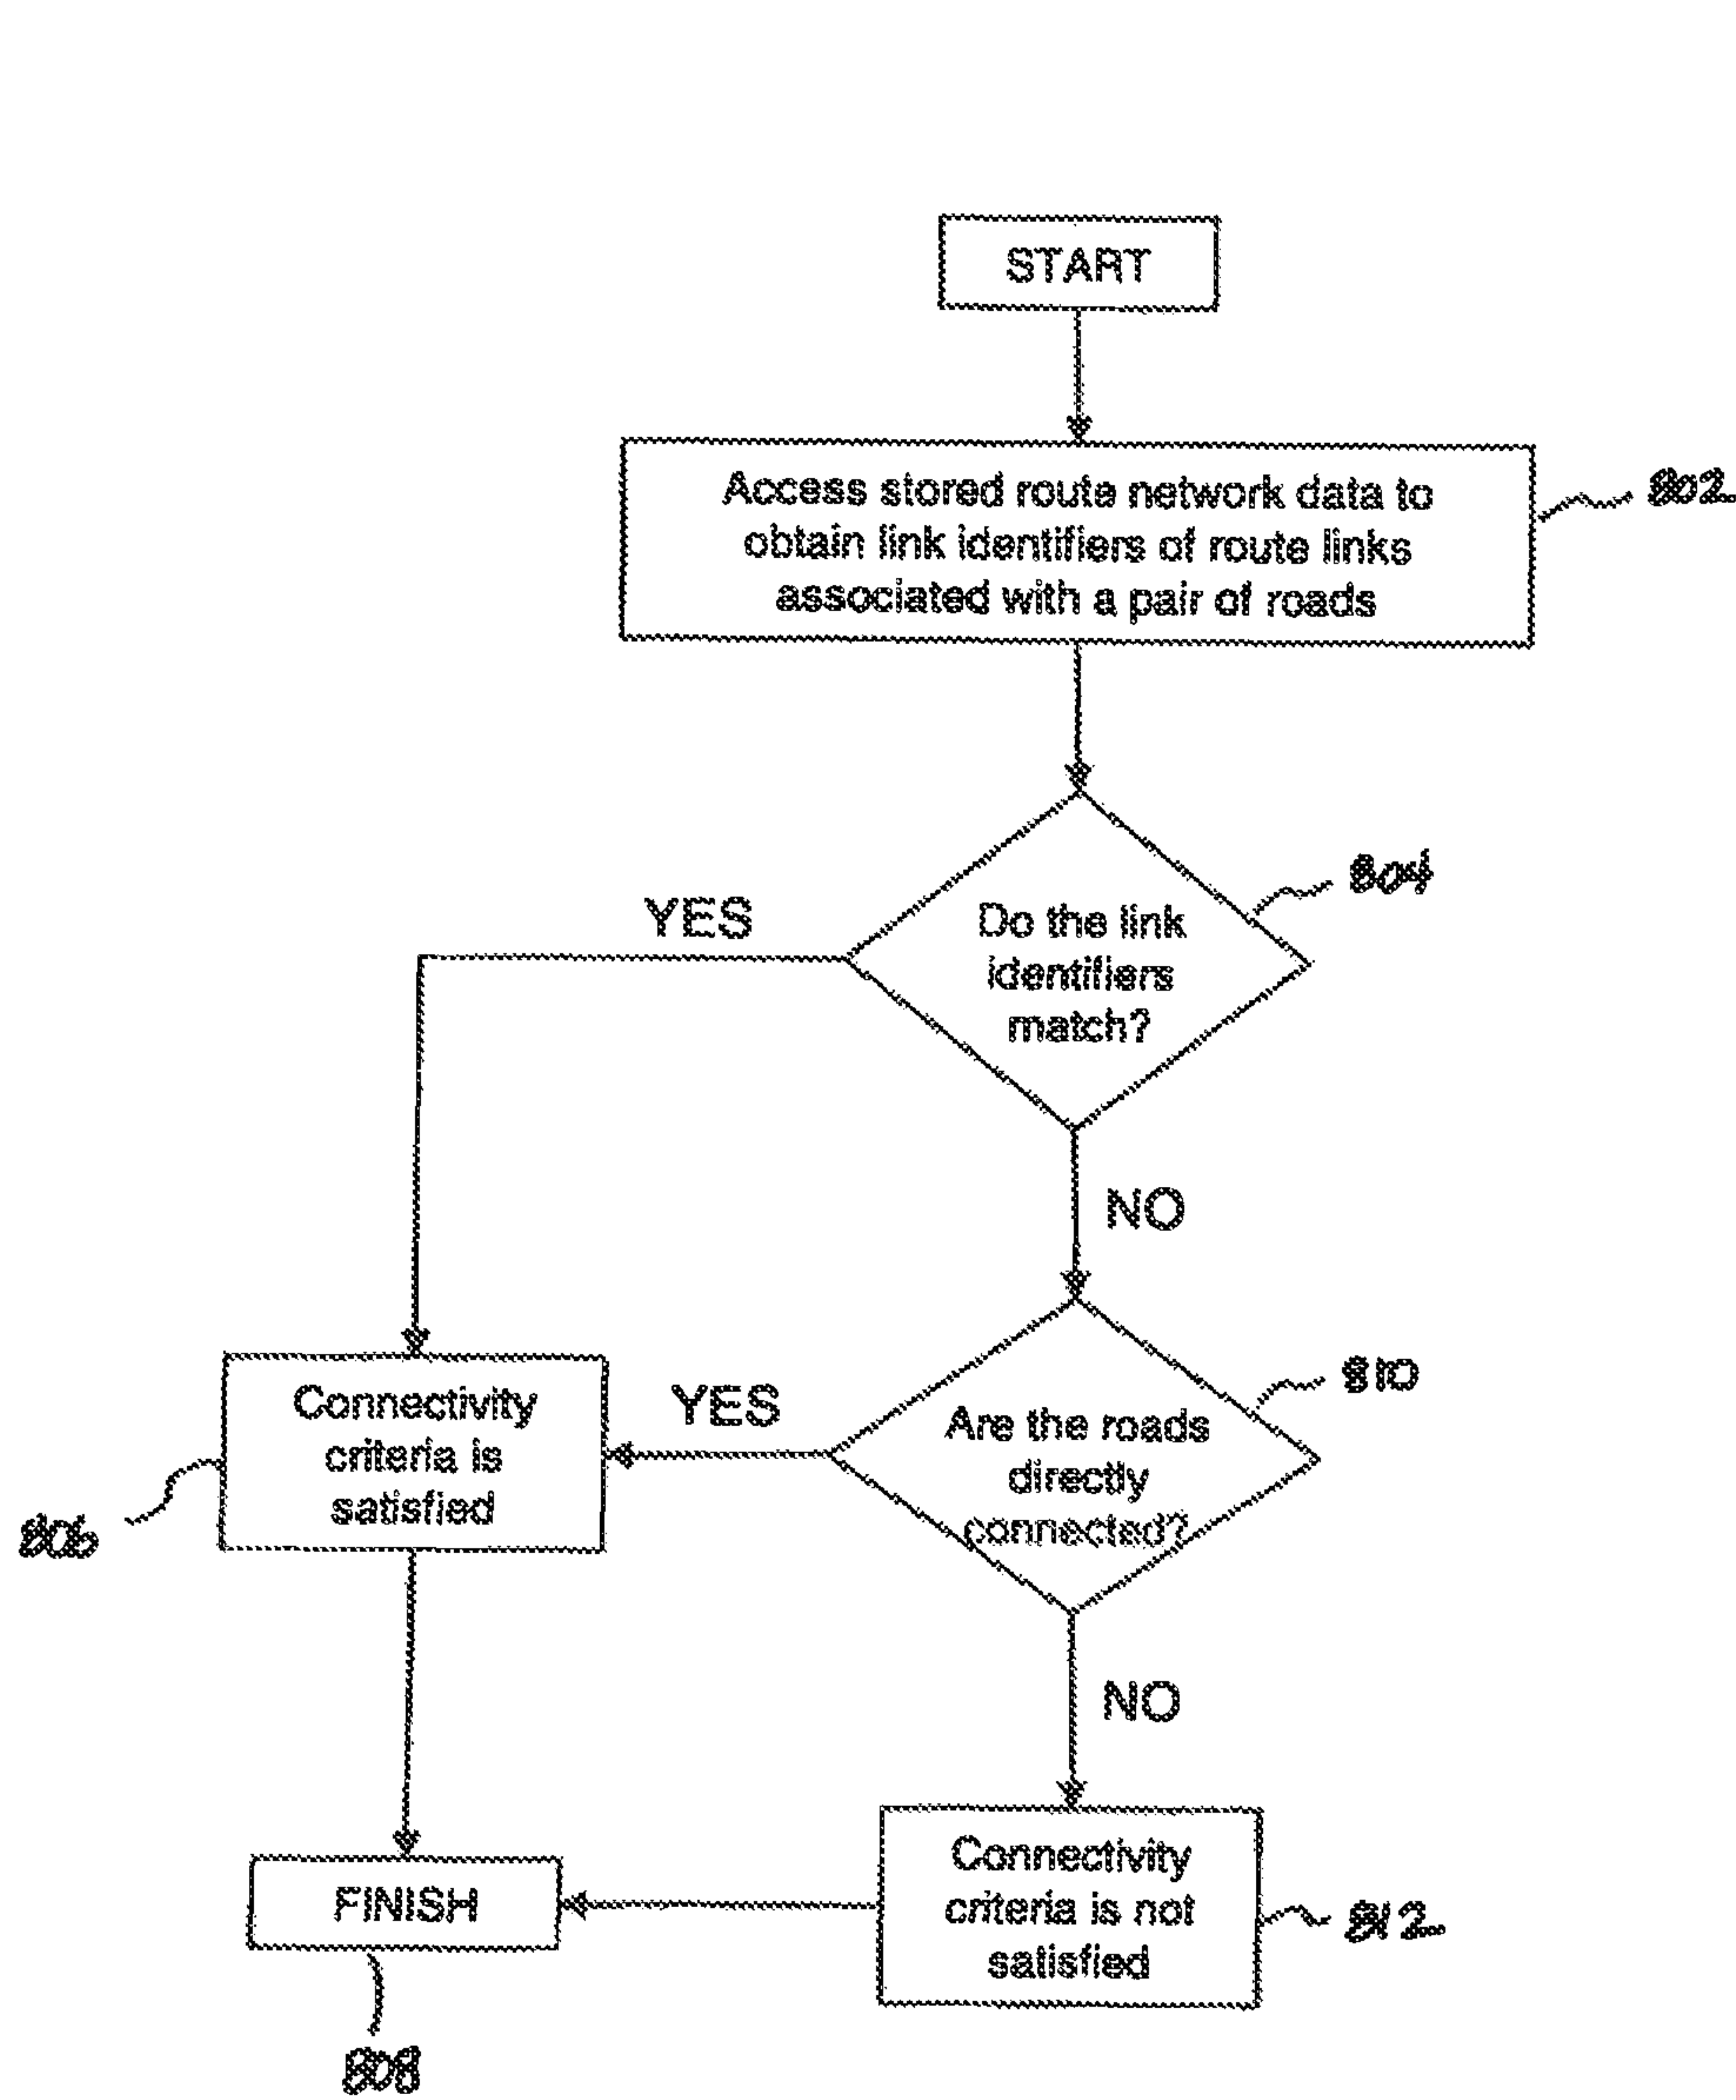 START
Access stored route network data to
obtain link identifiers of route links
associated with a pair of roads
802
Do the link
identifiers
match?
804
YES
NO
Are the roads
directly
connected?
810
YES
Connectivity
criteria is
satisfied
806
NO
Connectivity
criteria is not
satisfied
812
FINISH
808